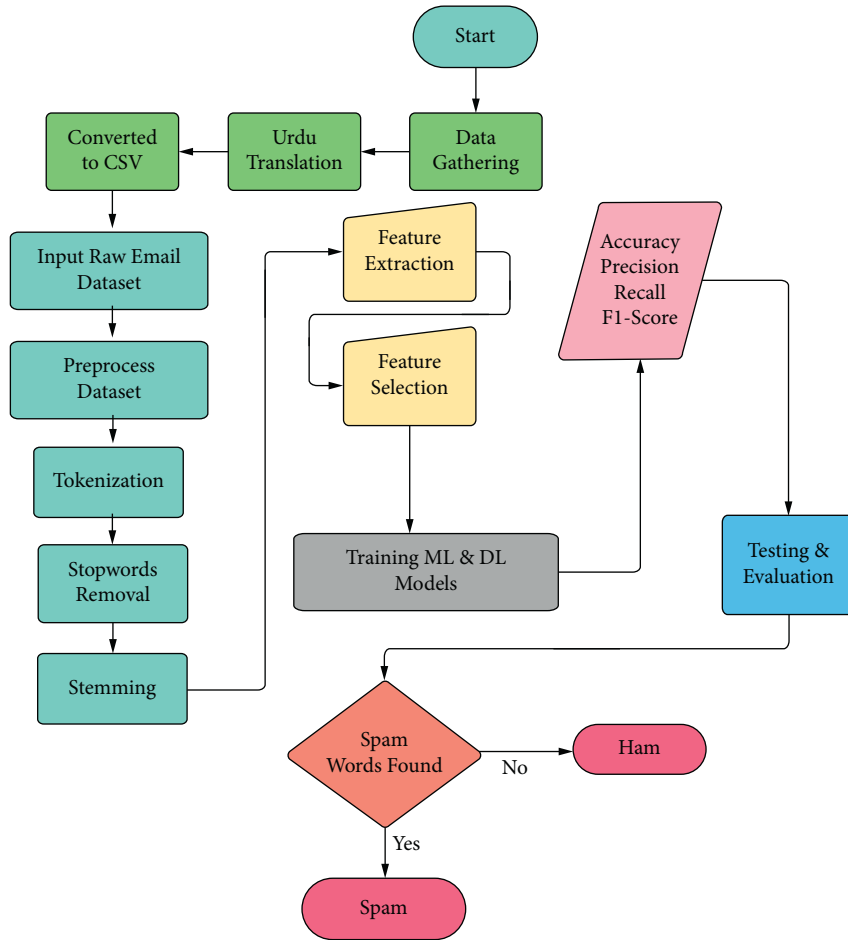 Start
Data
Gathering
Urdu
Translation
Converted
to CSV
Input Raw Email
Dataset
Preprocess
Dataset
Tokenization
Stopwords
Removal
Stemming
Feature
Extraction
Feature
Selection
Training ML & DL
Models
Accuracy
Precision
Recall
F1-Score
Testing &
Evaluation
Spam
Words Found
No
Ham
Yes
Spam